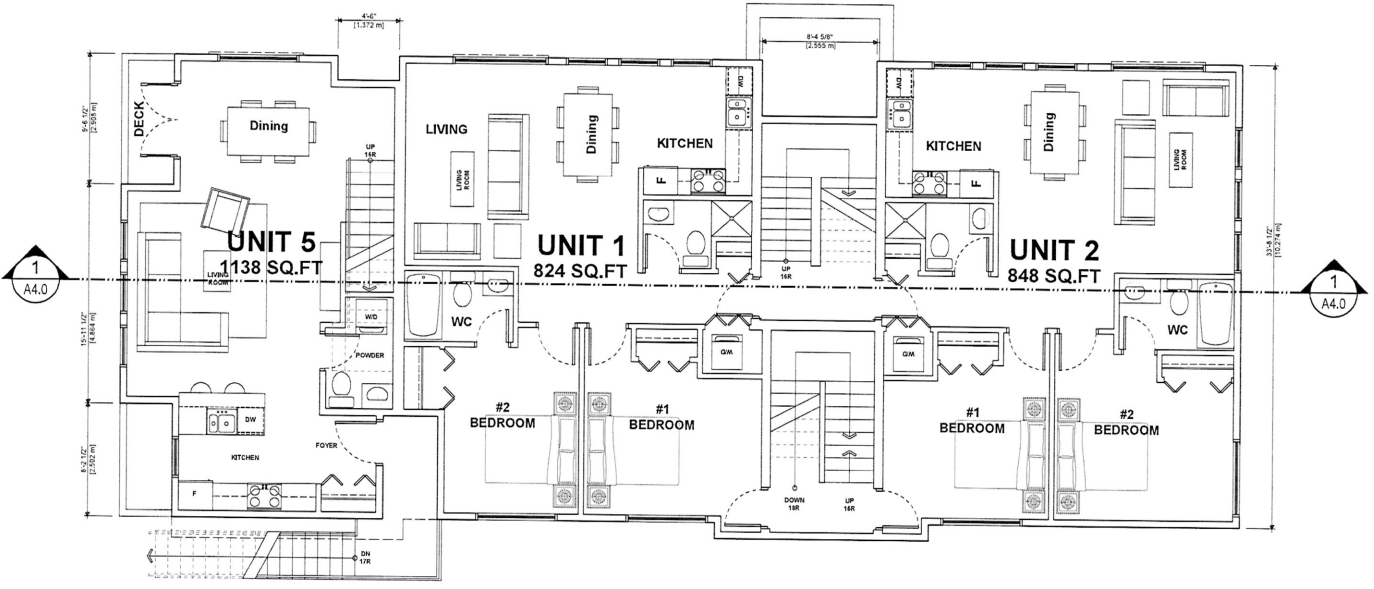 4'-6"
[1.372 m]
8'-4 5/8"
[2.555 m]
9'-6 1/2"
[2.908 m]
DECK
Dining
UP
16R
LIVING
LIVING
ROOM
Dining
KITCHEN
DW
F
UP
16R
DW
KITCHEN
F
Dining
LIVING
ROOM
33'-8 1/2"
[10.274 m]
UNIT 5
1138 SQ.FT
LIVING
ROOM
UNIT 1
824 SQ.FT
UNIT 2
848 SQ.FT
1
A4.0
1
A4.0
15'-11 1/2"
[4.864 m]
W/D
POWDER
WC
WC
#2
BEDROOM
#1
BEDROOM
#1
BEDROOM
#2
BEDROOM
8'-2 1/2"
[2.502 m]
DW
KITCHEN
FOYER
F
DOWN
18R
UP
16R
DN
17R